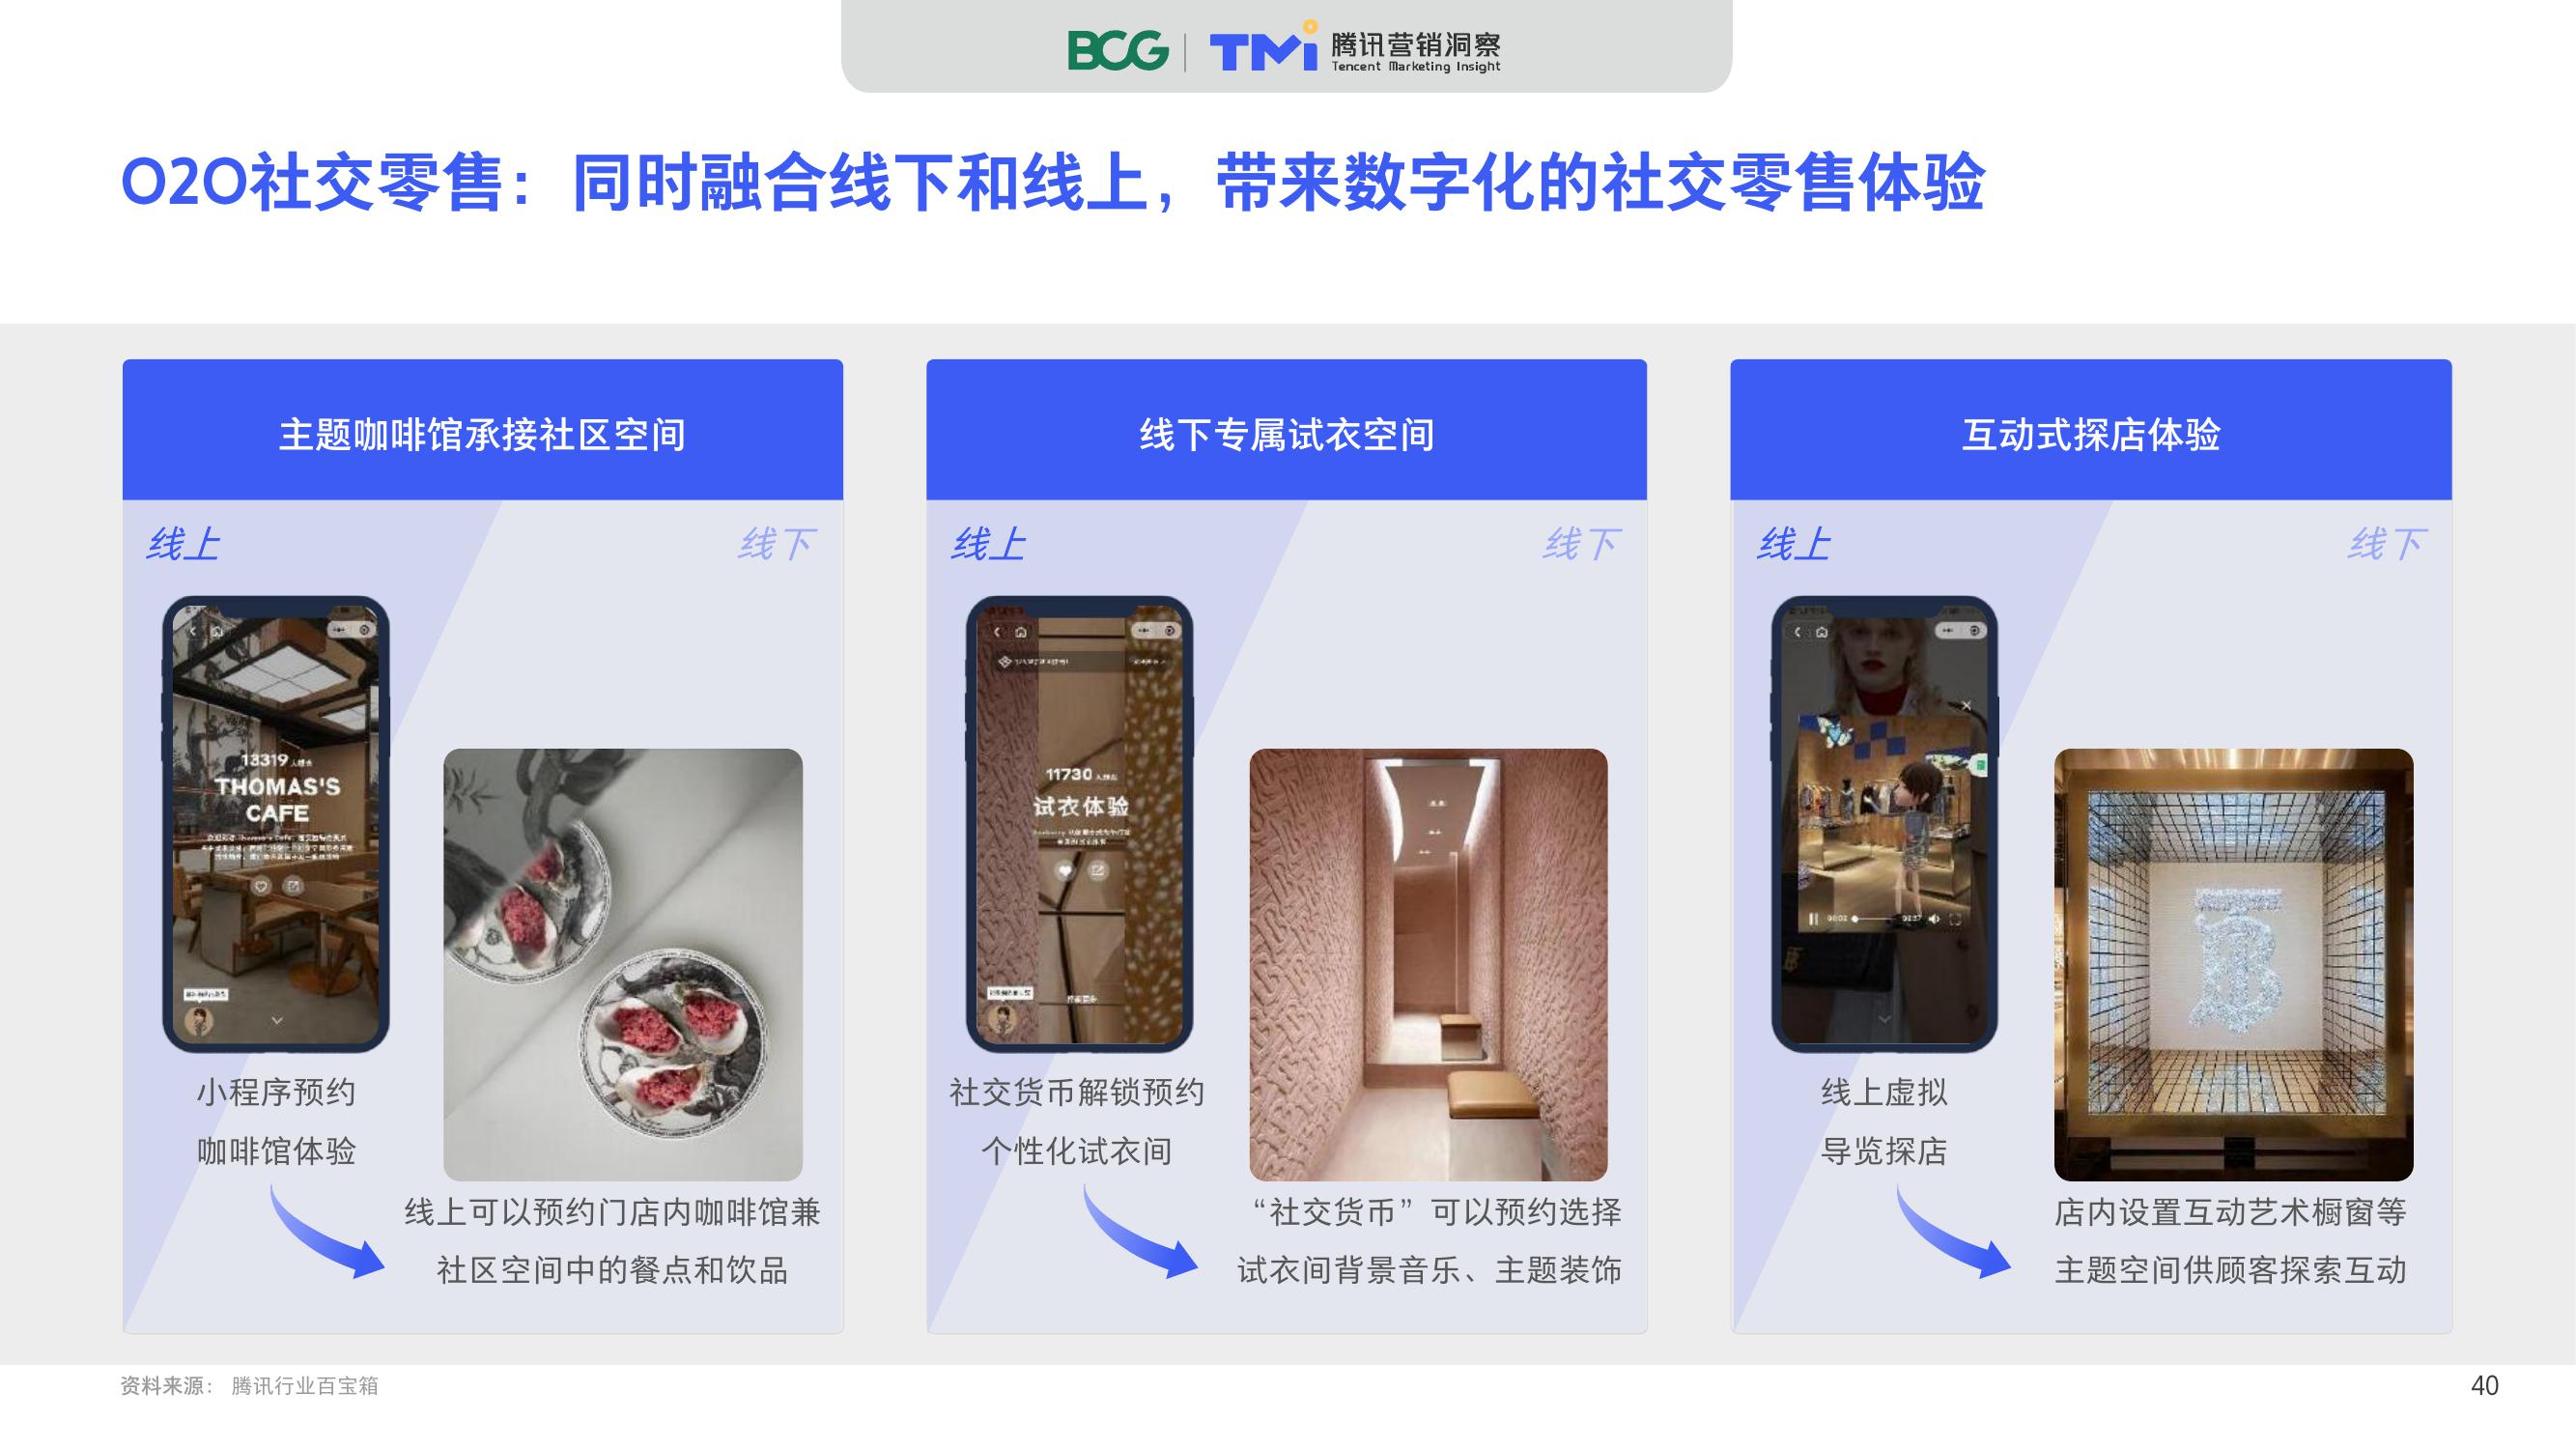 BCG
TMi 腾讯营销洞察
Tencent Marketing Insight
O2O社交零售：同时融合线下和线上，带来数字化的社交零售体验
主题咖啡馆承接社区空间
线上
线下
13319
THOMAS'S
CAFE
小程序预约
咖啡馆体验
线上可以预约门店内咖啡馆兼
社区空间中的餐点和饮品
线下专属试衣空间
线上
线下
11730
试衣体验
社交货币解锁预约
个性化试衣间
“社交货币”可以预约选择
试衣间背景音乐、主题装饰
互动式探店体验
线上
线下
线上虚拟
导览探店
店内设置互动艺术橱窗等
主题空间供顾客探索互动
资料来源： 腾讯行业百宝箱
40